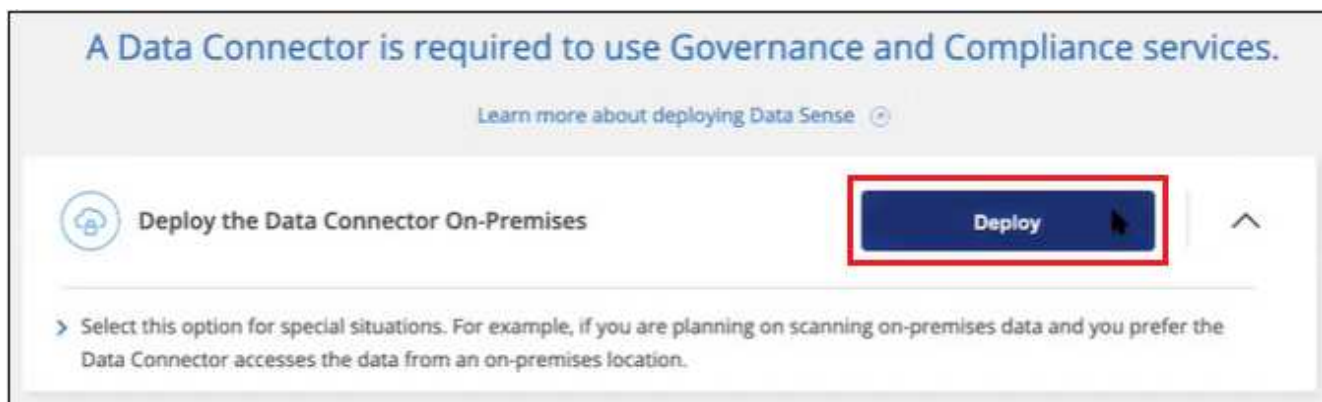 A Data Connector is required to use Governance and Compliance services.
Learn more about deploying Data Sense
Deploy the Data Connector On-Premises
Deploy
Select this option for special situations. For example, if you are planning on scanning on-premises data and you prefer the
Data Connector accesses the data from an on-premises location.